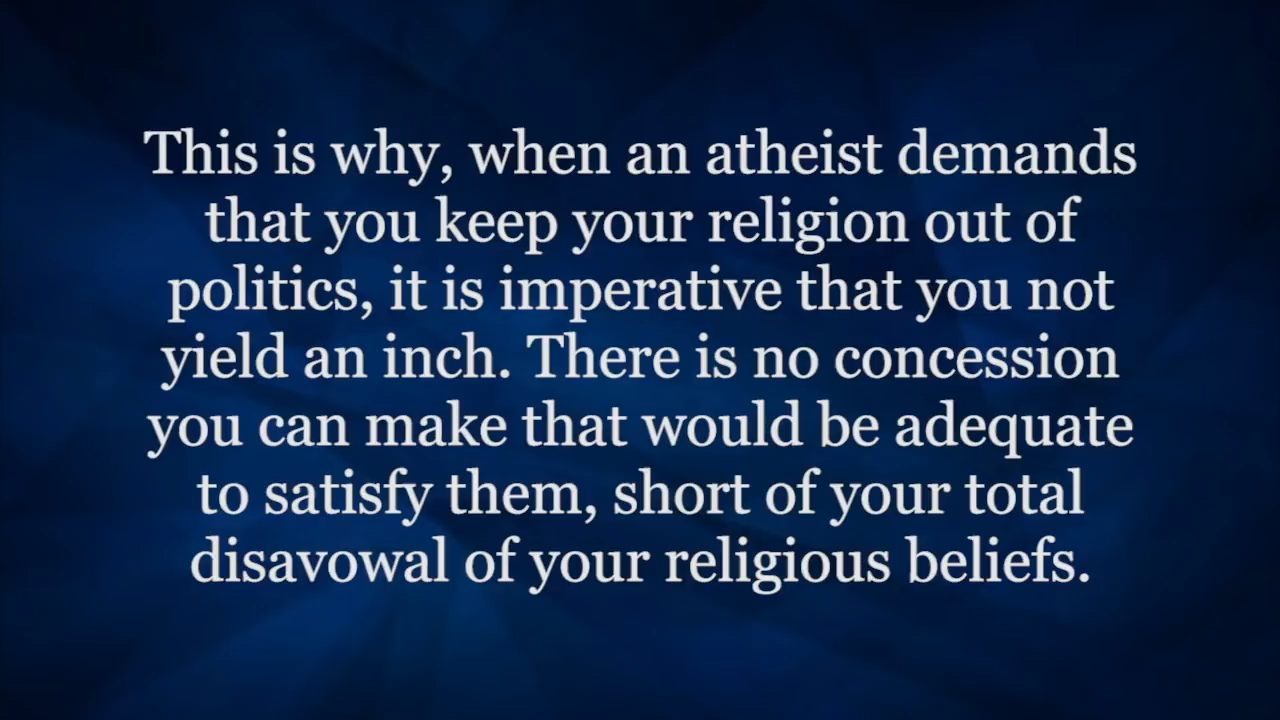 This is why, when an atheist demands
that you keep your religion out of
politics, it is imperative that you not
yield an inch. There is no concession
you can make that would be adequate
to satisfy them, short of your total
disavowal of your religious beliefs.